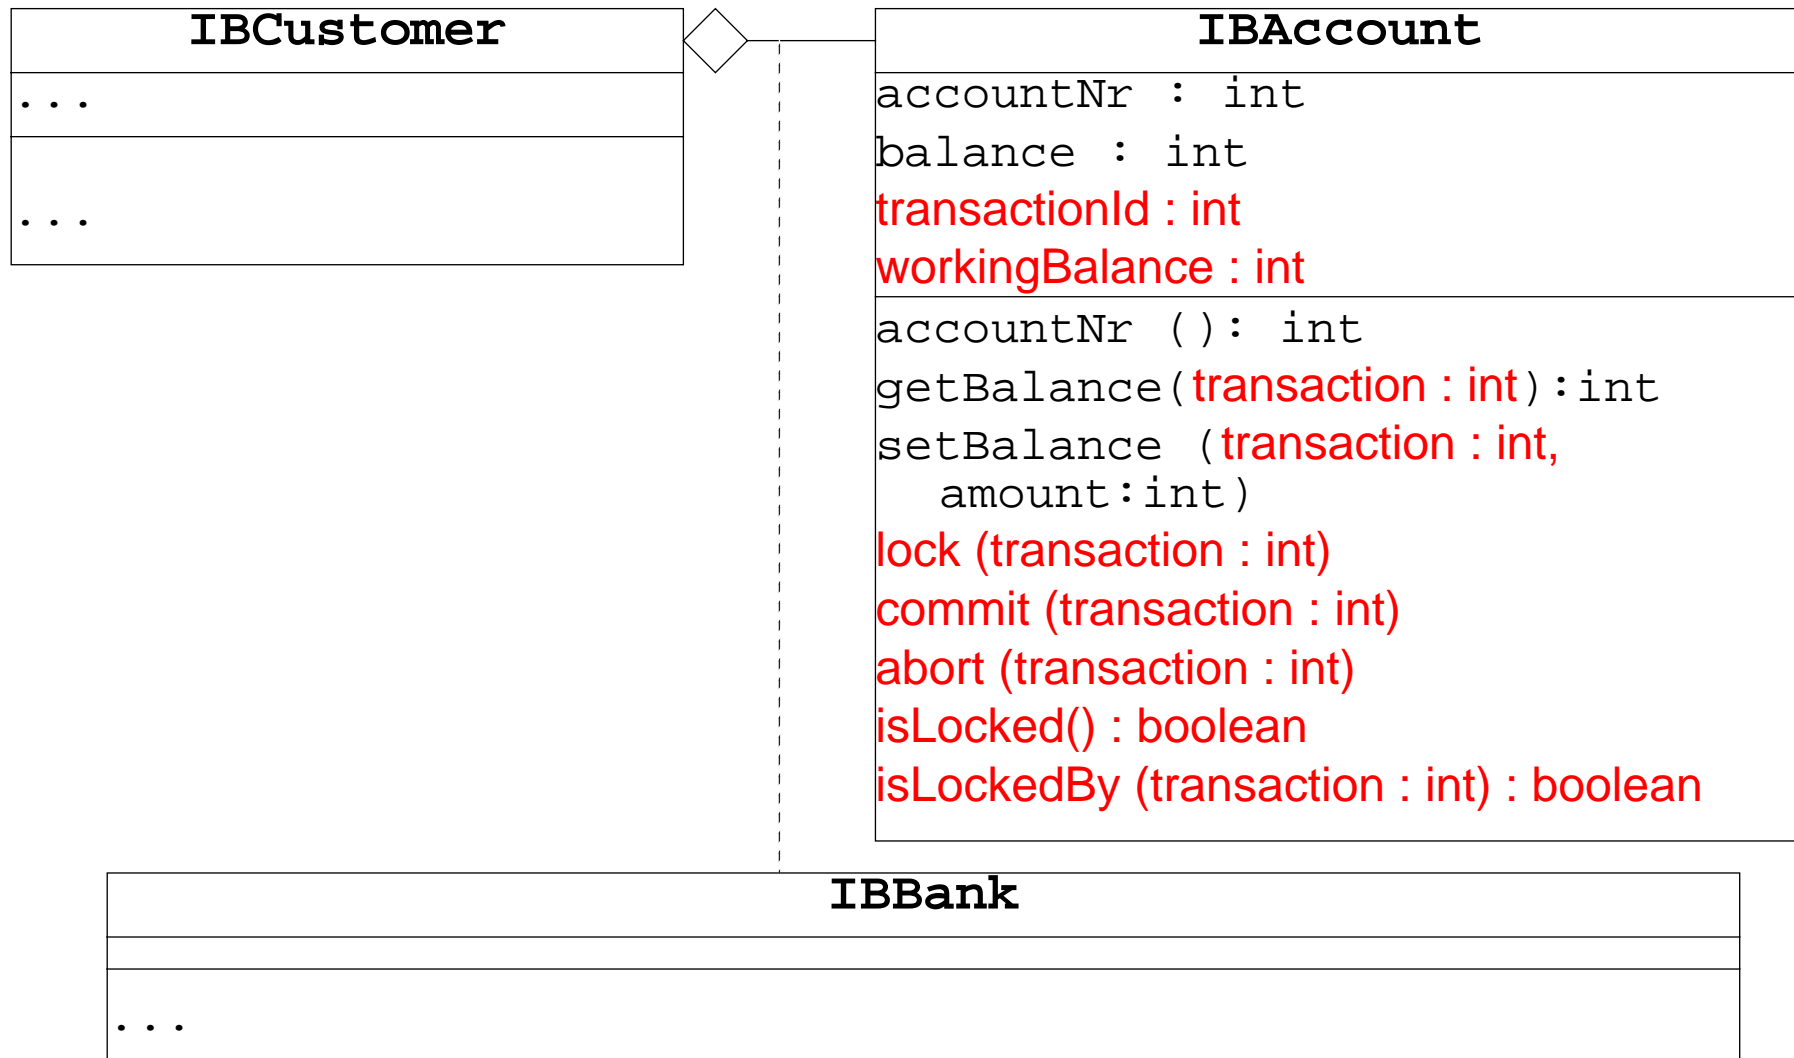 IBCustomer
...
...
IBAccount
accountNr : int
balance : int
transactionId : int
workingBalance : int
accountNr (): int
getBalance(transaction : int):int
setBalance (transaction : int,
amount:int)
lock (transaction : int)
commit (transaction : int)
abort (transaction : int)
isLocked() : boolean
isLockedBy (transaction : int) : boolean
IBBank
...